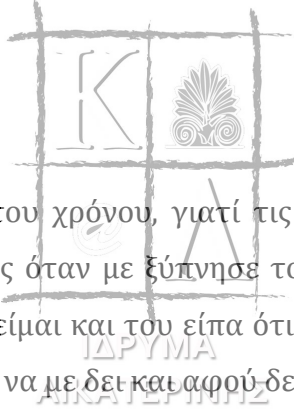 Κ
Λ
του χρόνου, γιατί τις
ς όταν με ξύπνησε το
είμαι και του είπα ότι
ΙΔΡΥΜΑ
να με δει και αφού δε
ΑΙΚΑΤΕΡΙΝΗΣ